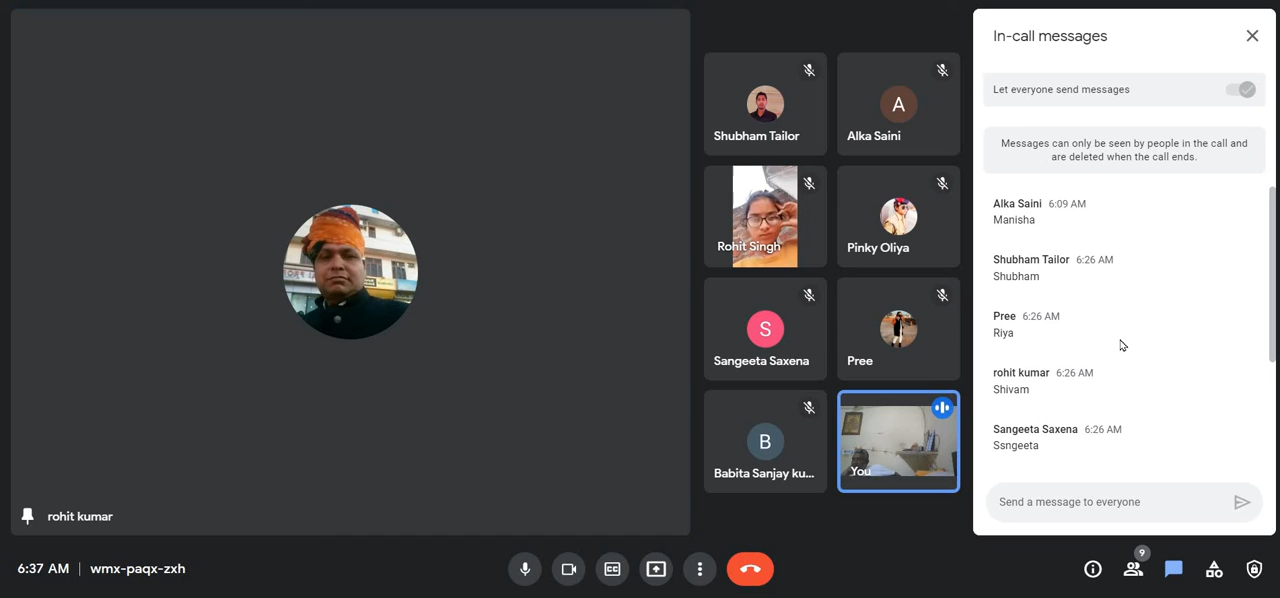 rohit kumar
Shubham Tailor
A
Alka Saini
Rohit Singh
Pinky Oliya
S
Sangeeta Saxena
Pree
B
Babita Sanjay ku...
You
In-call messages
Let everyone send messages
Messages can only be seen by people in the call and
are deleted when the call ends.
Alka Saini 6:09 AM
Manisha
Shubham Tailor 6:26 AM
Shubham
Pree 6:26 AM
Riya
rohit kumar 6:26 AM
Shivam
Sangeeta Saxena 6:26 AM
Ssngeeta
Send a message to everyone
6:37 AM | wmx-paqx-zxh
CC
9